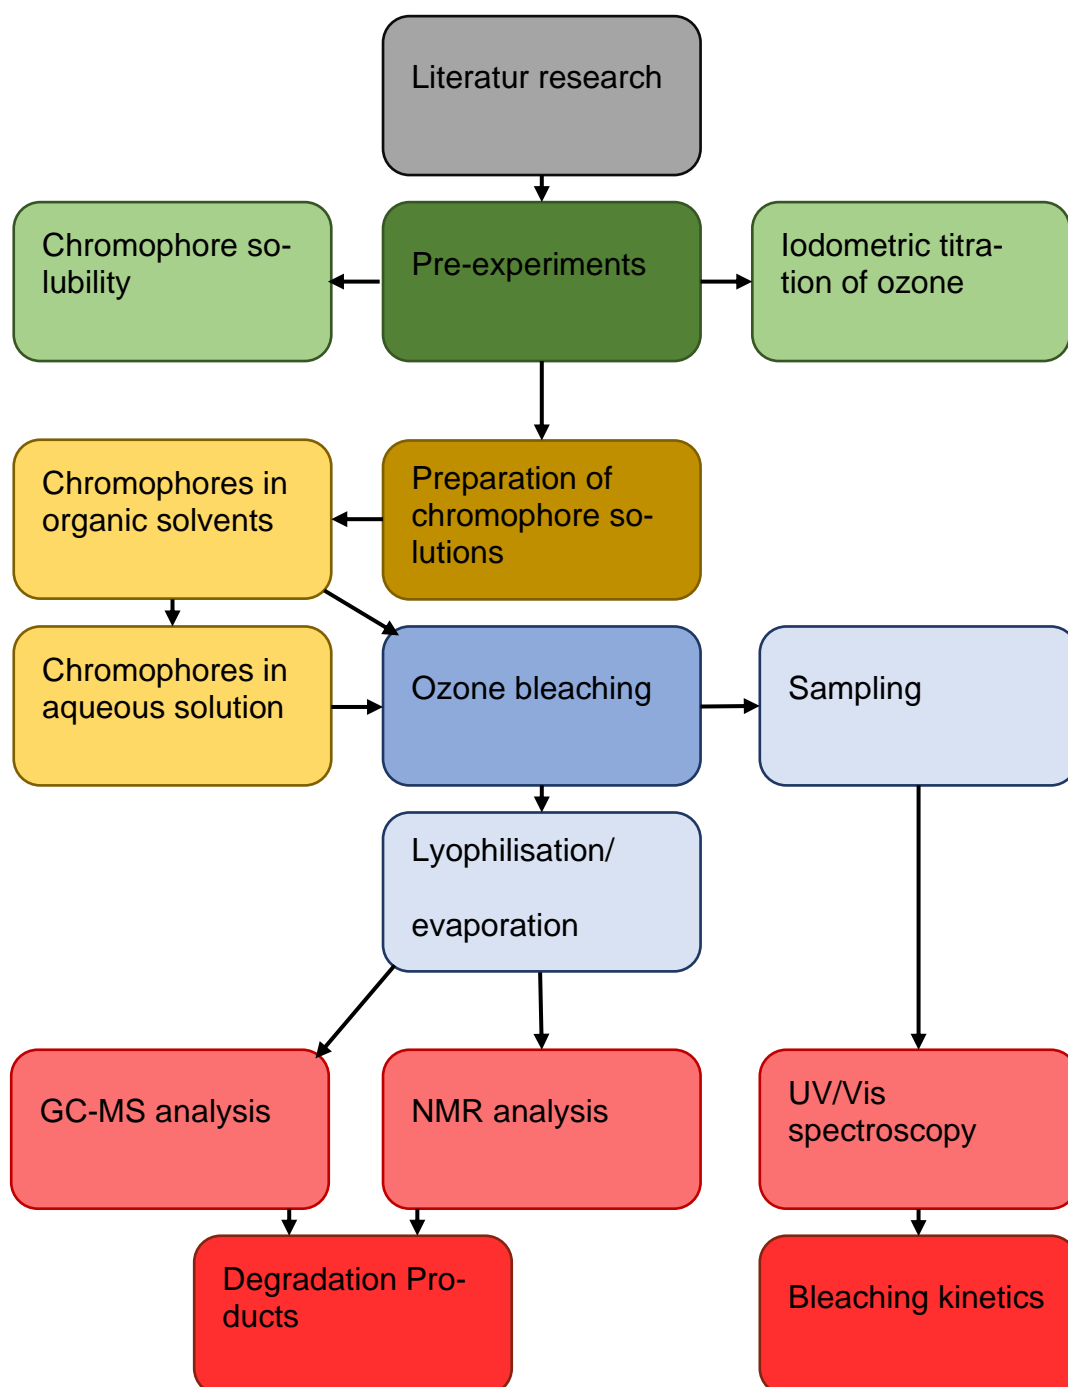 Literatur research
Chromophore so-
lubility
Pre-experiments
Iodometric titra-
tion of ozone
Chromophores in
organic solvents
Preparation of
chromophore so-
lutions
Chromophores in
aqueous solution
Ozone bleaching
Sampling
Lyophilisation/
evaporation
GC-MS analysis
NMR analysis
UV/Vis
spectroscopy
Degradation Pro-
ducts
Bleaching kinetics